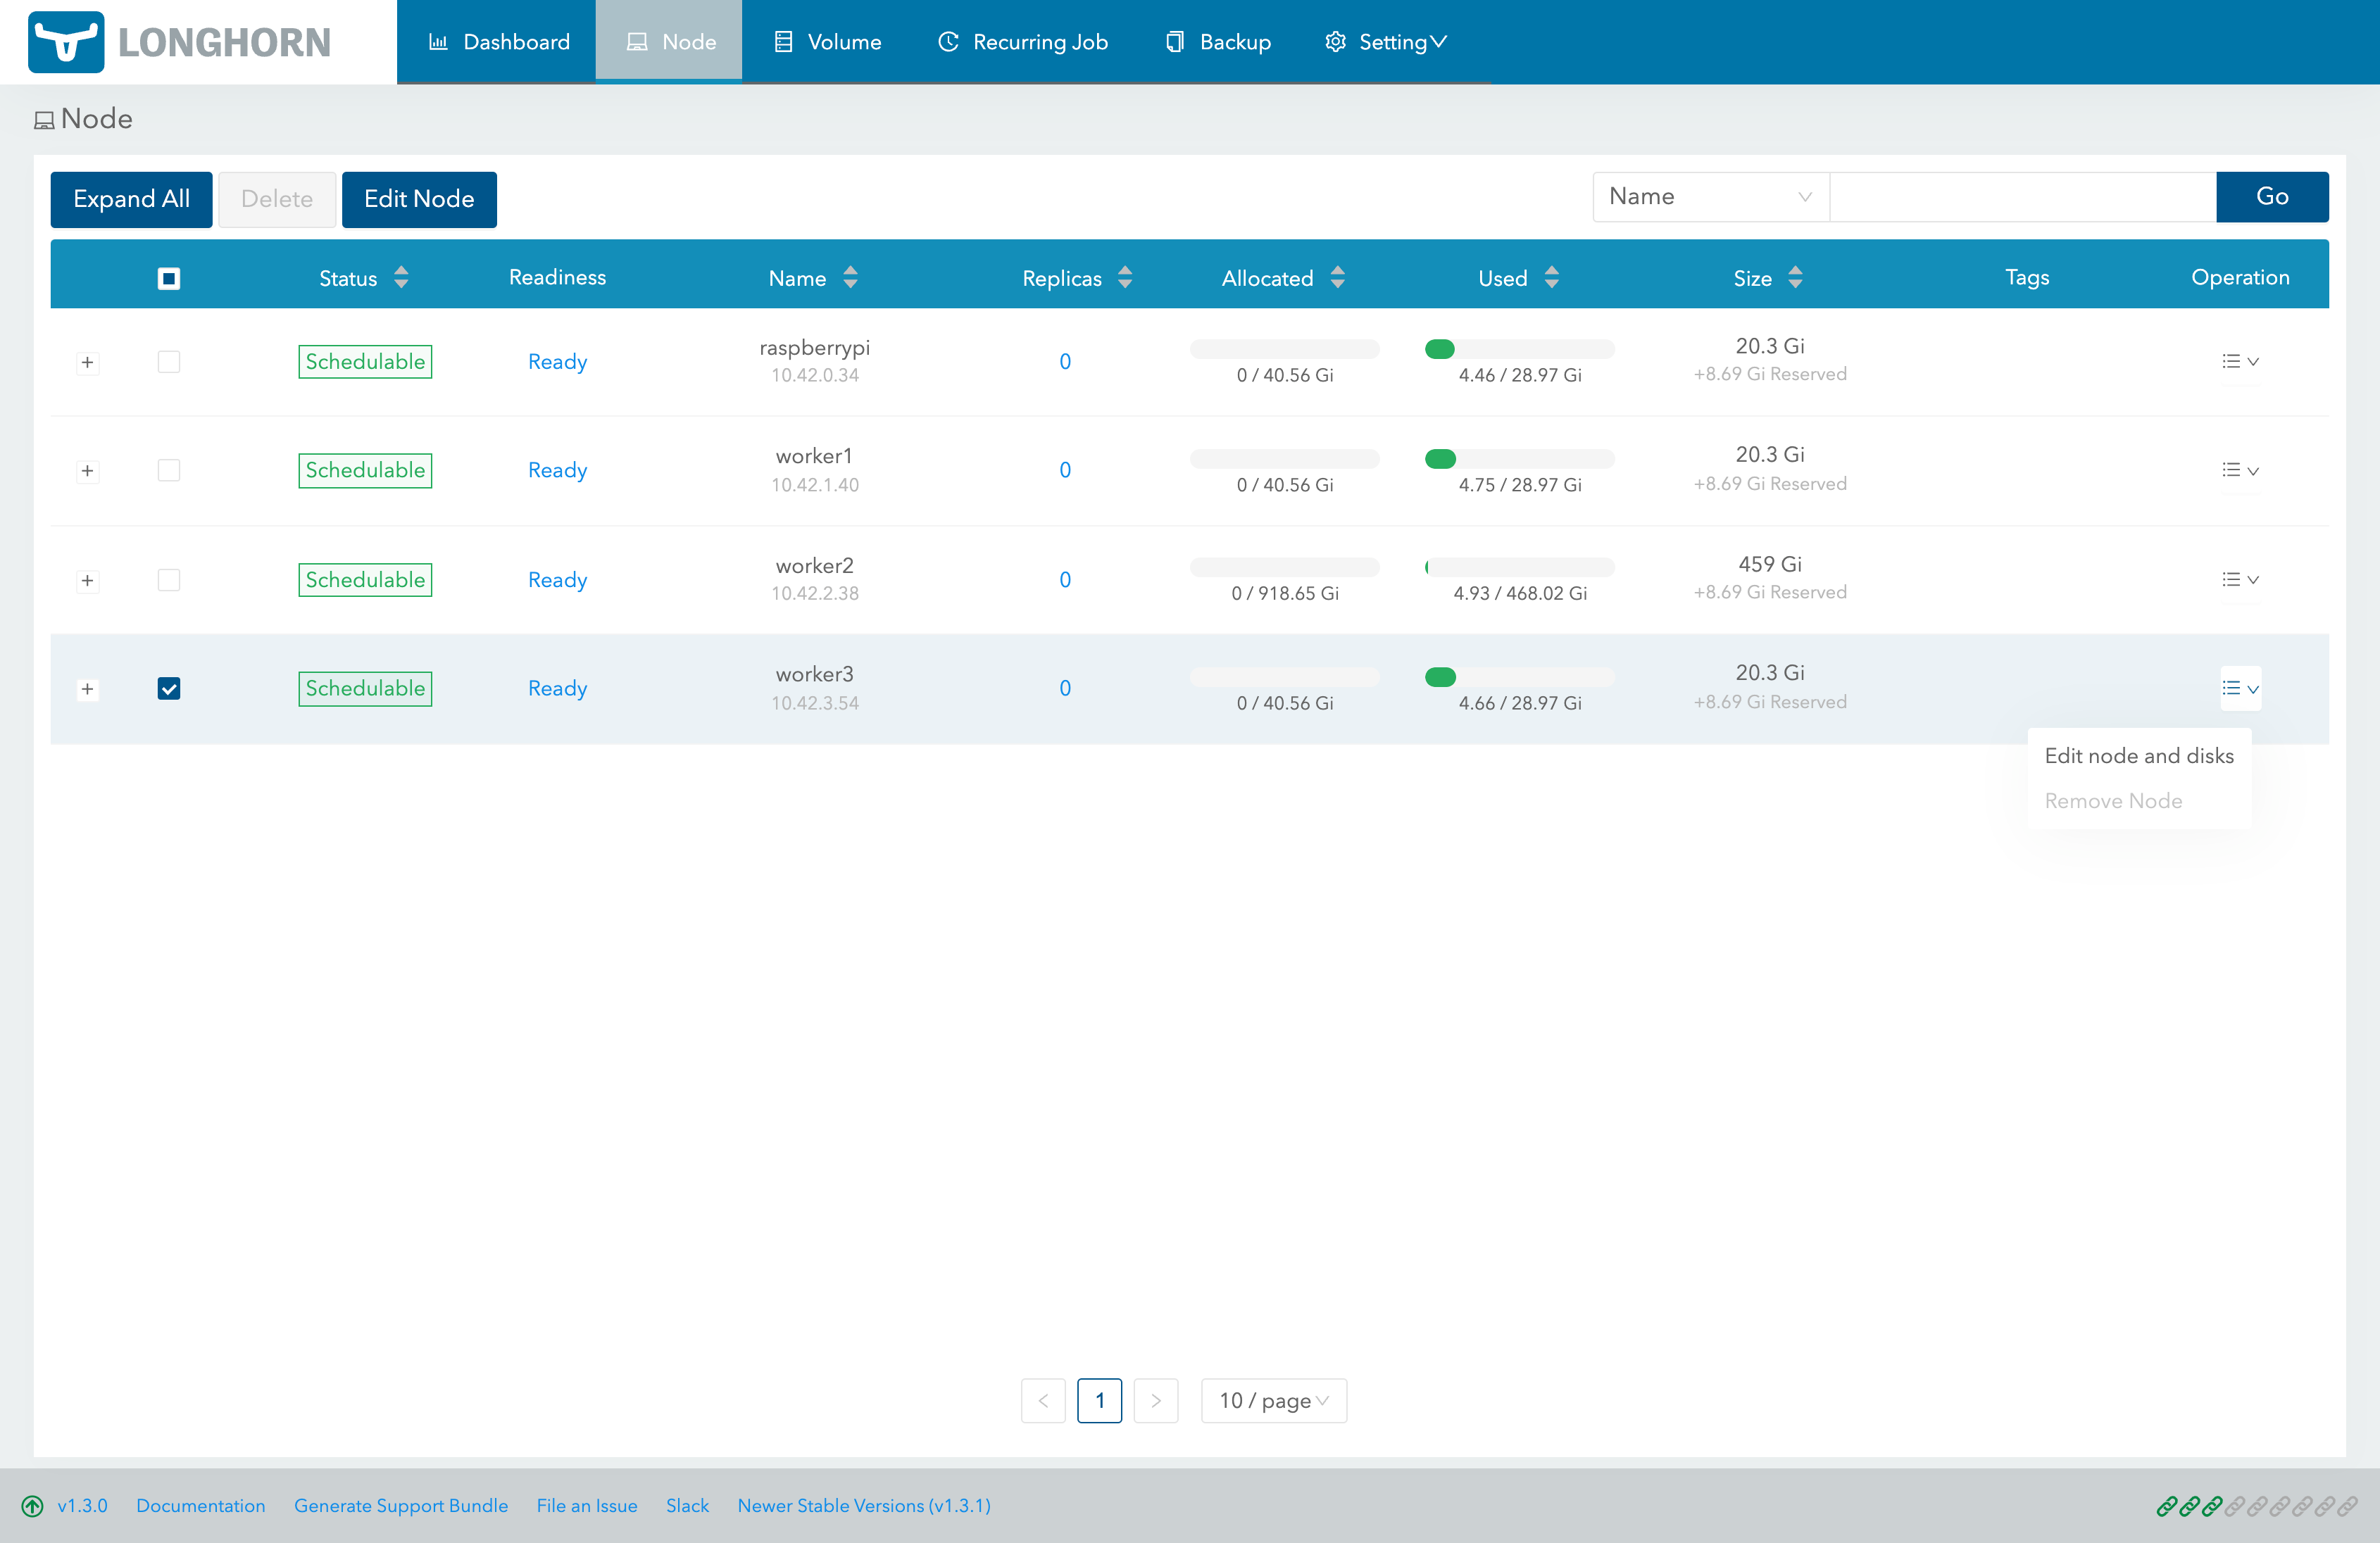 LONGHORN
Dashboard Node Volume Recurring Job Backup Setting
Node
Expand All Delete Edit Node Name Go
Status Readiness Name Replicas Allocated Used Size Tags Operation
Schedulable Ready raspberrypi 0 20.3 Gi
10.42.0.34 0 / 40.56 Gi 4.46 / 28.97 Gi +8.69 Gi Reserved
Schedulable Ready worker1 0 20.3 Gi
10.42.1.40 0 / 40.56 Gi 4.75 / 28.97 Gi +8.69 Gi Reserved
Schedulable Ready worker2 0 459 Gi
10.42.2.38 0 / 918.65 Gi 4.93 / 468.02 Gi +8.69 Gi Reserved
Schedulable Ready worker3 0 20.3 Gi
10.42.3.54 0 / 40.56 Gi 4.66 / 28.97 Gi +8.69 Gi Reserved
Edit node and disks
Remove Node
< 1 > 10 / page
v1.3.0 Documentation Generate Support Bundle File an Issue Slack Newer Stable Versions (v1.3.1)